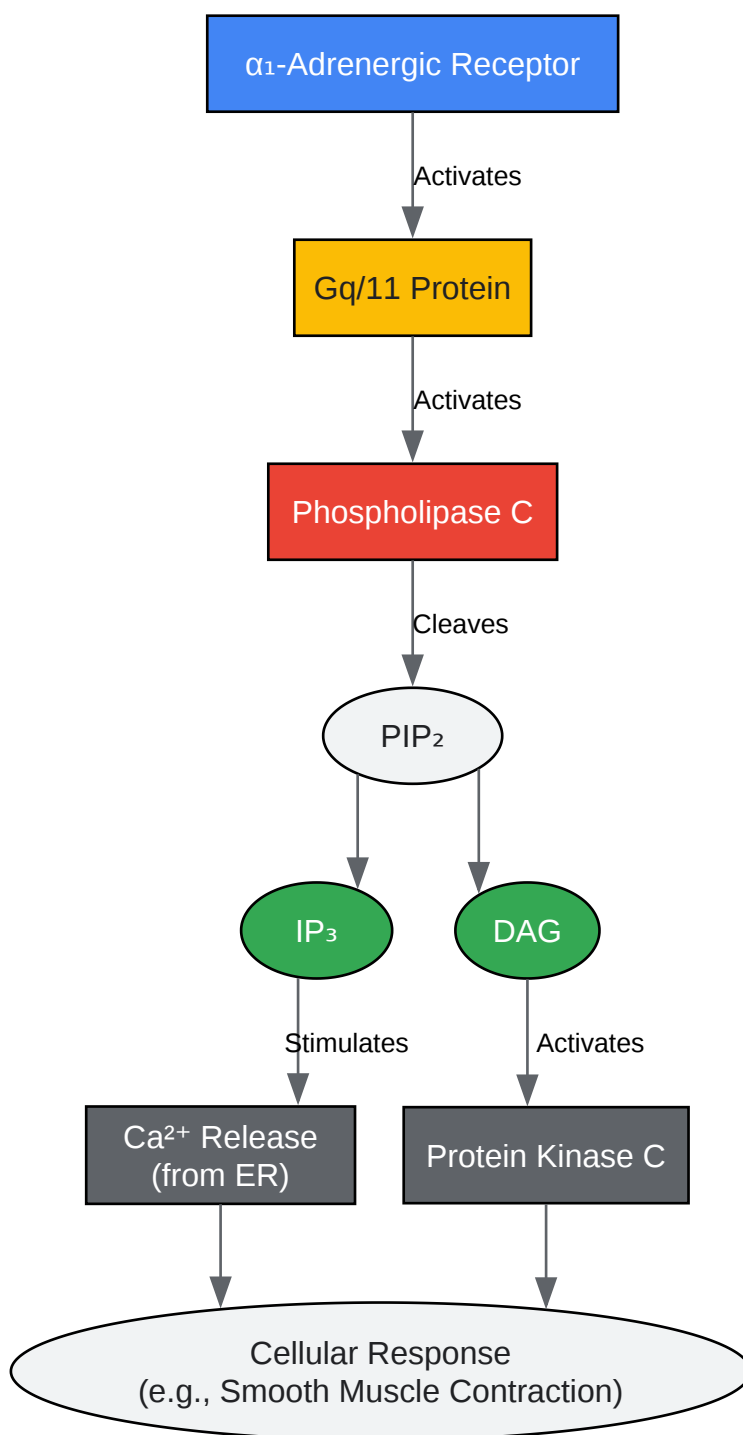 α₁-Adrenergic Receptor
Activates
Gq/11 Protein
Activates
Phospholipase C
Cleaves
PIP₂
IP₃
DAG
Stimulates
Activates
Ca²⁺ Release
(from ER)
Protein Kinase C
Cellular Response
(e.g., Smooth Muscle Contraction)